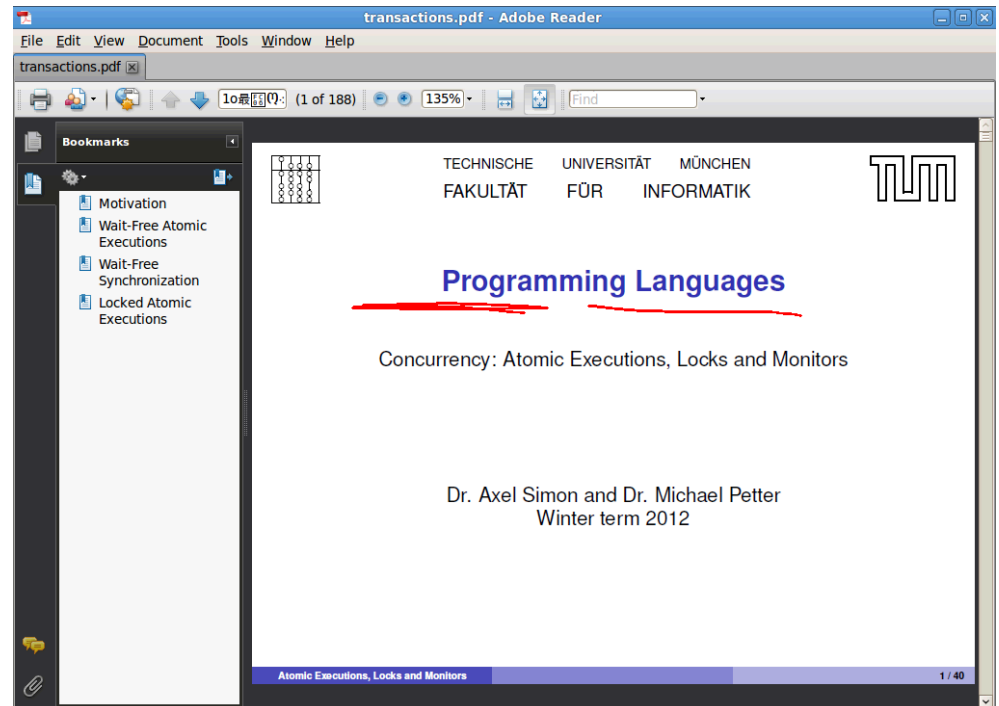 transactions.pdf - Adobe Reader
File Edit View Document Tools Window Help
transactions.pdf
(1 of 188) 135% Find
Bookmarks
Motivation
Wait-Free Atomic
Executions
Wait-Free
Synchronization
Locked Atomic
Executions
TECHNISCHE UNIVERSITÄT MÜNCHEN
FAKULTÄT FÜR INFORMATIK
TUM
Programming Languages
Concurrency: Atomic Executions, Locks and Monitors
Dr. Axel Simon and Dr. Michael Petter
Winter term 2012
Atomic Executions, Locks and Monitors 1 / 40